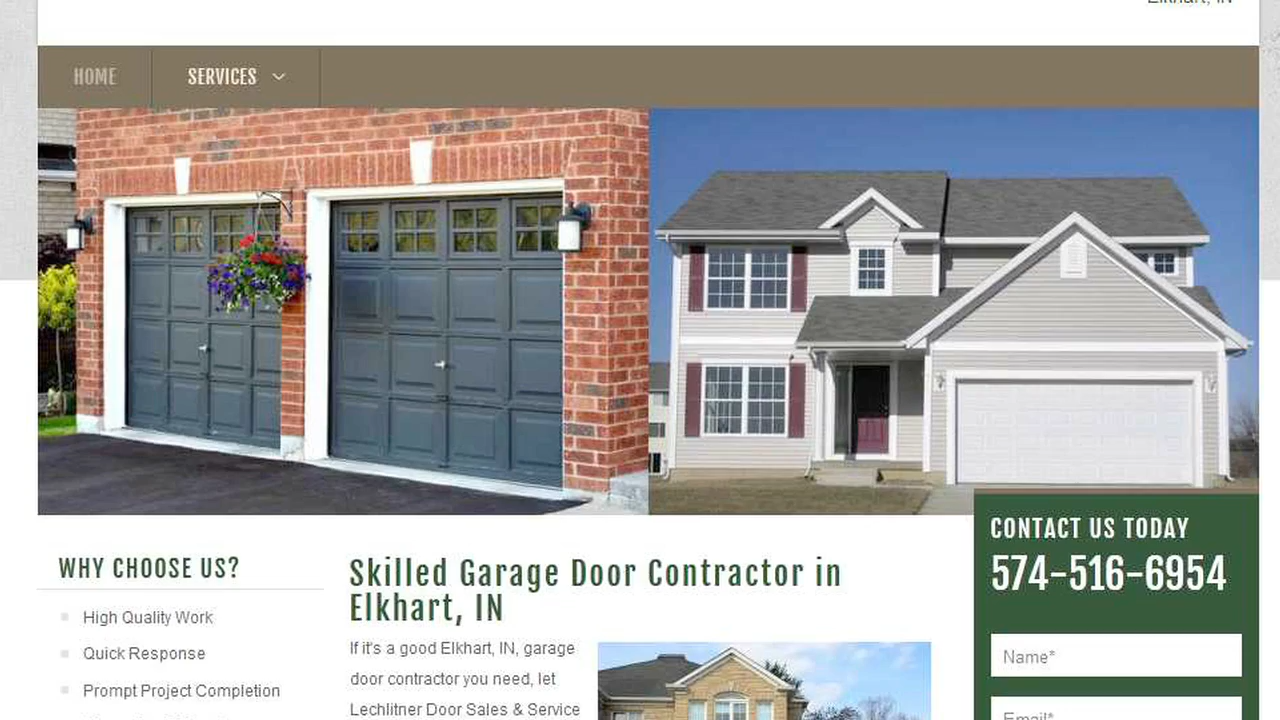 Elkhart, IN
HOME
SERVICES
CONTACT US TODAY
574-516-6954
Name*
Email*
WHY CHOOSE US?
High Quality Work
Quick Response
Prompt Project Completion
Skilled Garage Door Contractor in
Elkhart, IN
If it's a good Elkhart, IN, garage
door contractor you need, let
Lechlitner Door Sales & Service